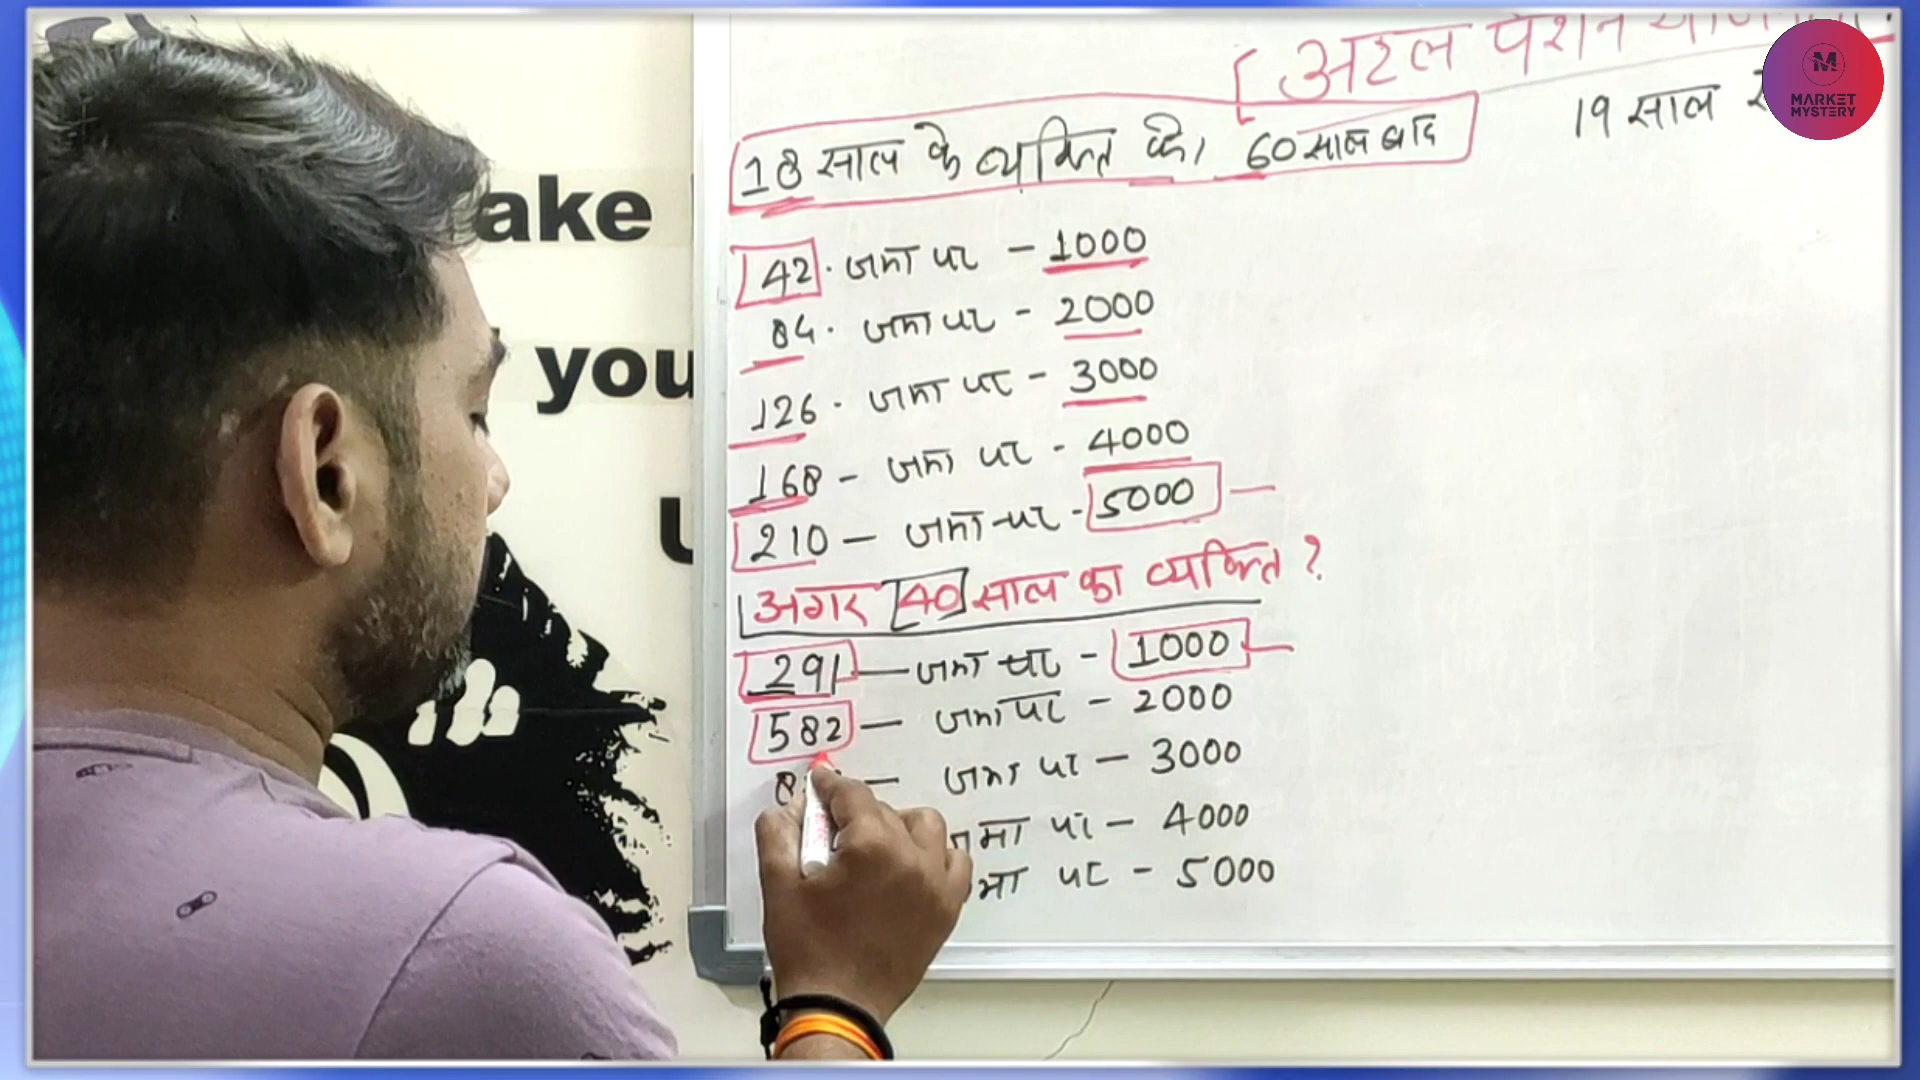 [ अटल पेंशन
18 साल के व्यक्ति को, 60 साल बाद
19 साल
42. जमा पर – 1000
84. जमा पर - 2000
126. जमा पर - 3000
168 – जमा पर - 4000
210 – जमा पर - 5000
अगर 40 साल का व्यक्ति ?
291 – जमा पर - 1000
582 – जमा पर - 2000
– जमा पर – 3000
जमा पर – 4000
मा पर - 5000
ake
you
M
MARKET
MYSTERY